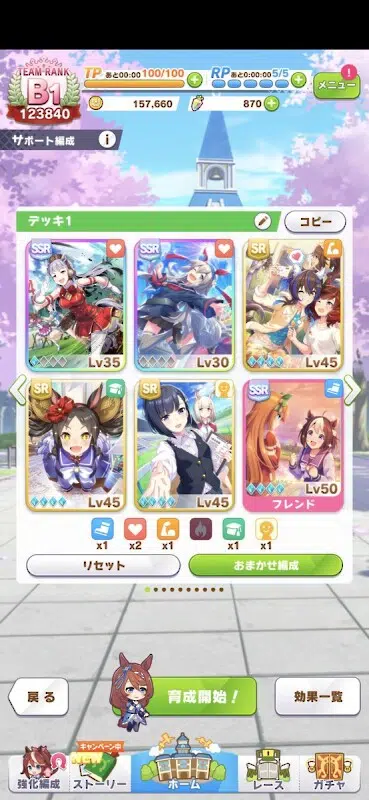 TEAM RANK
B1
123840
TP あと00:00 100/100
RP あと0:00:00 5/5
メニュー
157,660
870
サポート編成
デッキ1
コピー
SSR
Lv35
SSR
Lv30
SR
Lv45
SR
Lv45
SR
Lv45
SSR
Lv50
フレンド
x1 x2 x1 x1 x1
リセット
おまかせ編成
戻る
育成開始！
効果一覧
強化編成
キャンペーン中
NEW
ストーリー
ホーム
レース
ガチャ